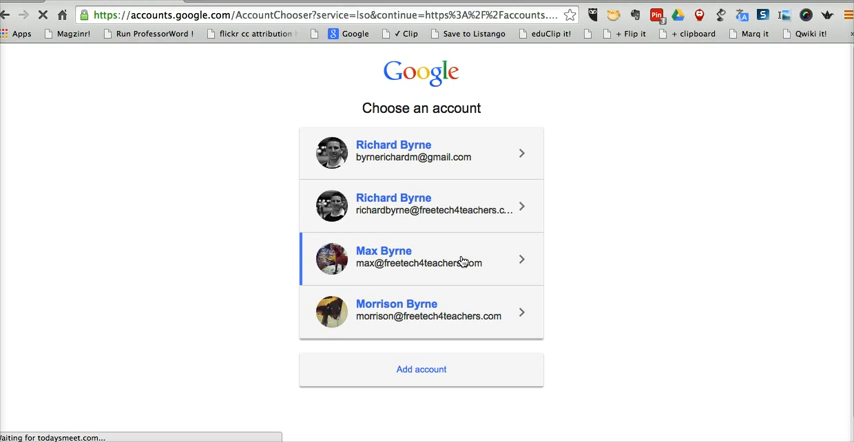 https://accounts.google.com/AccountChooser?service=lso&continue=https%3A%2F%2Faccounts....
Apps Magzinr! Run ProfessorWord ! flickr cc attribution Google ✓ Clip Save to Listango eduClip it! + Flip it + clipboard Marq it Qwiki it!
Google
Choose an account
Richard Byrne
byrnerichardm@gmail.com
Richard Byrne
richardbyrne@freetech4teachers.c...
Max Byrne
max@freetech4teachers.com
Morrison Byrne
morrison@freetech4teachers.com
Add account
Waiting for todaysmeet.com...